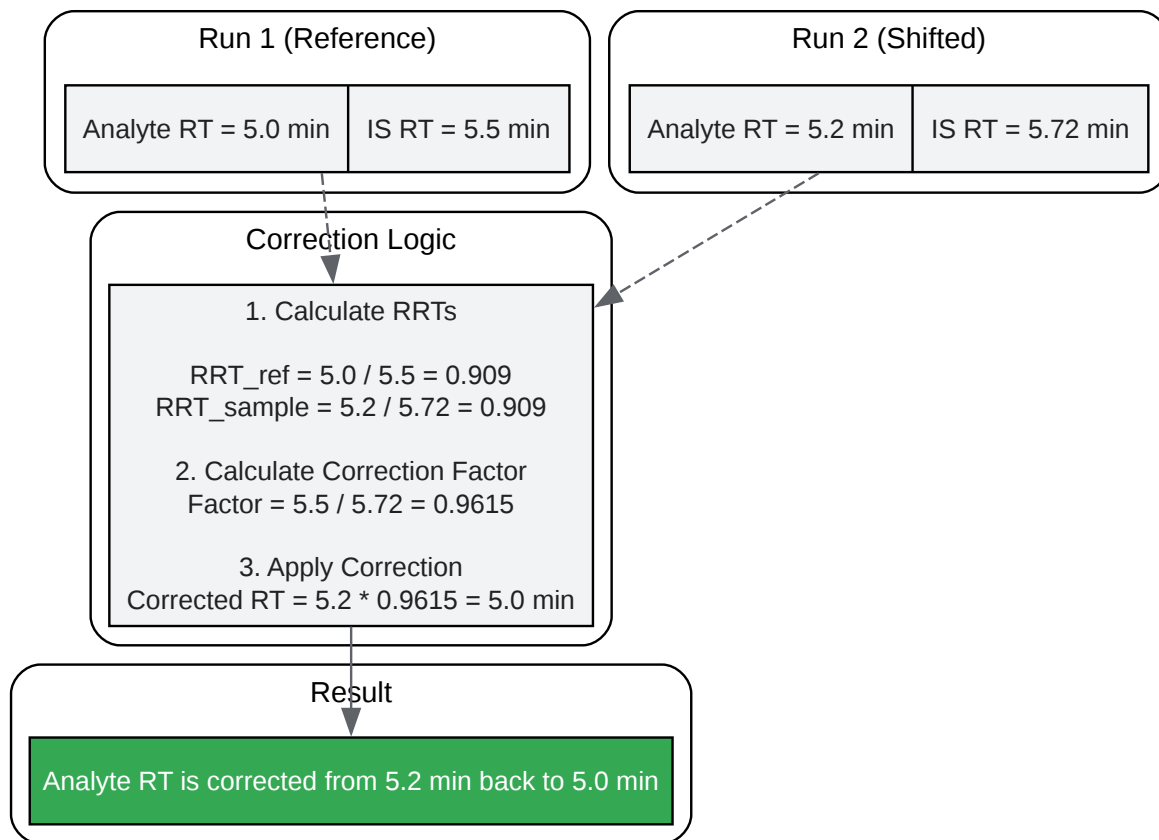 Run 1 (Reference)
Analyte RT = 5.0 min
IS RT = 5.5 min
Run 2 (Shifted)
Analyte RT = 5.2 min
IS RT = 5.72 min
Correction Logic
1. Calculate RRTs
RRT_ref = 5.0 / 5.5 = 0.909
RRT_sample = 5.2 / 5.72 = 0.909
2. Calculate Correction Factor
Factor = 5.5 / 5.72 = 0.9615
3. Apply Correction
Corrected RT = 5.2 * 0.9615 = 5.0 min
Result
Analyte RT is corrected from 5.2 min back to 5.0 min